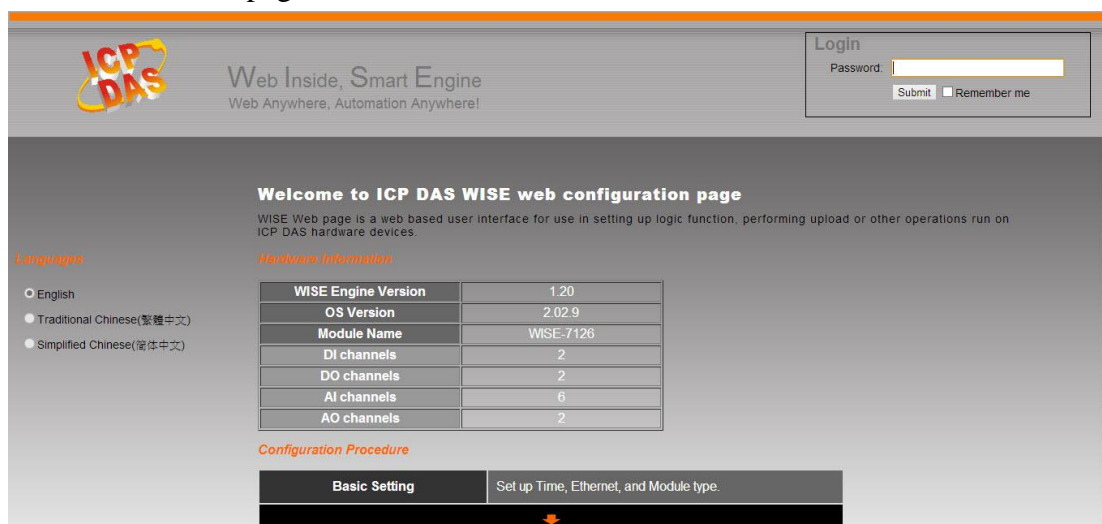 ICP
DAS
Web Inside, Smart Engine
Web Anywhere, Automation Anywhere!
Login
Password:
Submit Remember me
Welcome to ICP DAS WISE web configuration page
WISE Web page is a web based user interface for use in setting up logic function, performing upload or other operations run on
ICP DAS hardware devices.
Languages
English
Traditional Chinese(繁體中文)
Simplified Chinese(简体中文)
Hardware Information
WISE Engine Version 1.20
OS Version 2.02.9
Module Name WISE-7126
DI channels 2
DO channels 2
AI channels 6
AO channels 2
Configuration Procedure
Basic Setting Set up Time, Ethernet, and Module type.